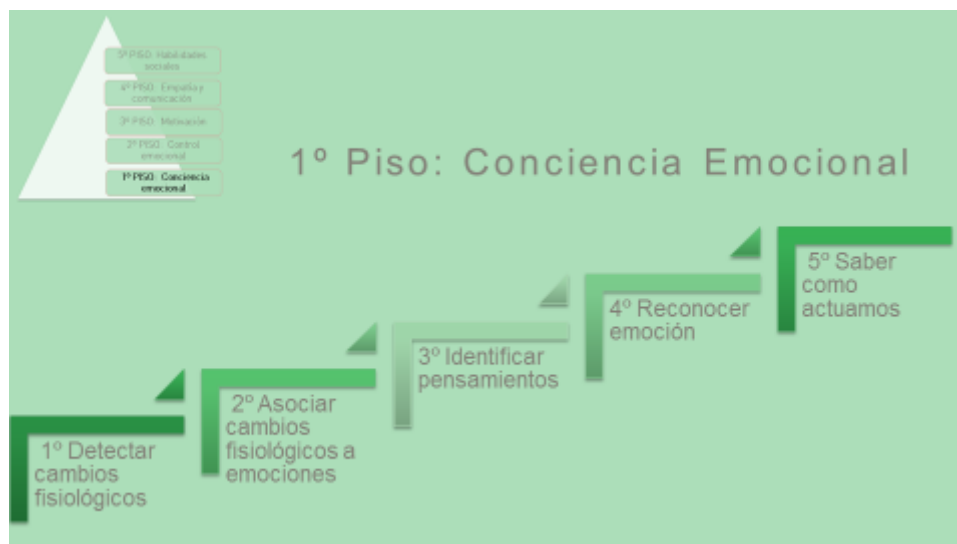 5º PISO: Habilidades
sociales
4º PISO: Empatía y
comunicación
3º PISO: Motivación
2º PISO: Control
emocional
1º PISO: Conciencia
emocional
1º Piso: Conciencia Emocional
1º Detectar
cambios
fisiológicos
2º Asociar
cambios
fisiológicos a
emociones
3º Identificar
pensamientos
4º Reconocer
emoción
5º Saber
como
actuamos